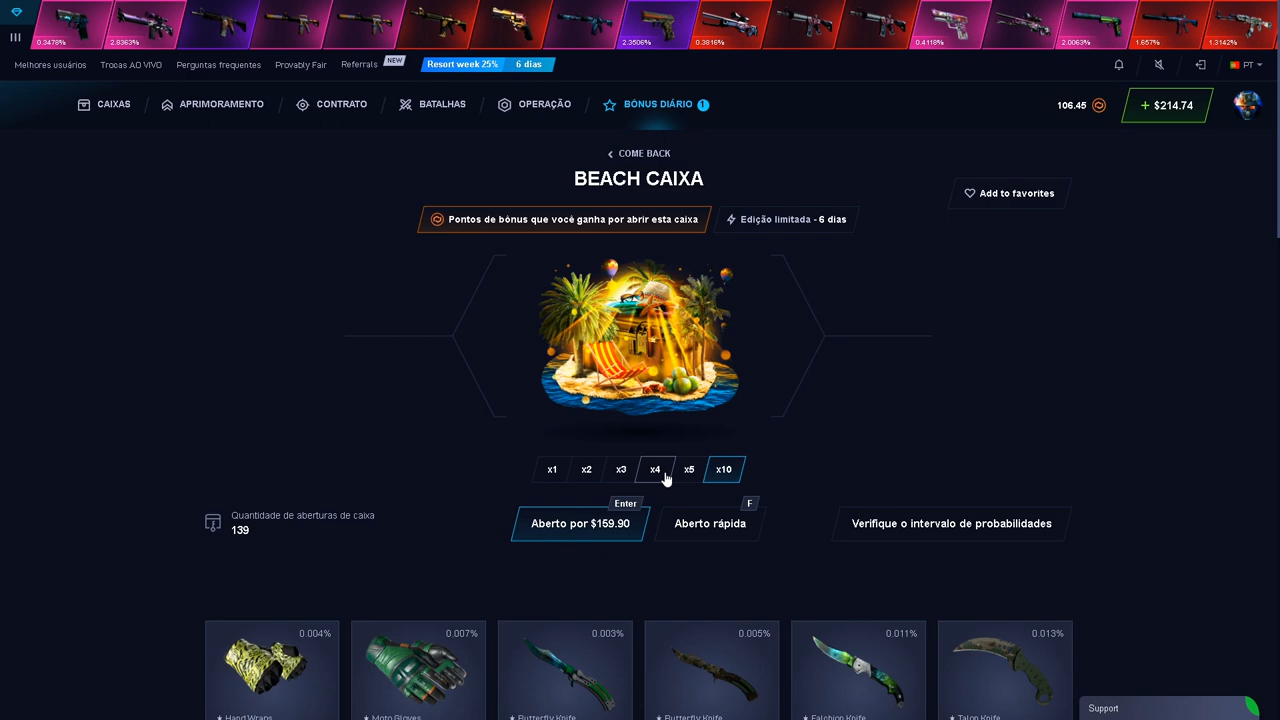 0.3478%
2.8363%
2.3506%
0.3816%
0.4118%
2.0063%
1.657%
1.3142%
Melhores usuários
Trocas AO VIVO
Perguntas frequentes
Provably Fair
Referrals
NEW
Resort week 25%
6 dias
PT
CAIXAS
APRIMORAMENTO
CONTRATO
BATALHAS
OPERAÇÃO
BÓNUS DIÁRIO 1
106.45
+ $214.74
COME BACK
BEACH CAIXA
Add to favorites
Pontos de bônus que você ganha por abrir esta caixa
Edição limitada - 6 dias
x1
x2
x3
x4
x5
x10
Enter
F
Quantidade de aberturas de caixa
139
Aberto por $159.90
Aberto rápida
Verifique o intervalo de probabilidades
0.004%
0.007%
0.003%
0.005%
0.011%
0.013%
★ Hand Wraps
★ Moto Gloves
★ Butterfly Knife
★ Butterfly Knife
★ Falchion Knife
★ Talon Knife
Support